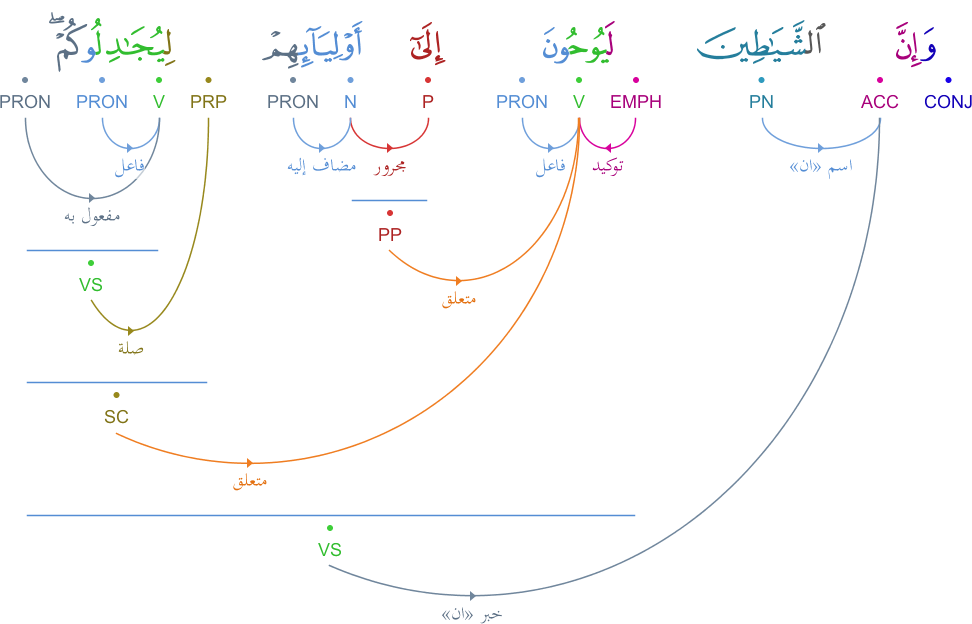 وَإِنَّ ٱلشَّيَٰطِينَ لَيُوحُونَ إِلَىٰٓ أَوْلِيَآئِهِمْ لِيُجَٰدِلُوكُمْ ۖ
PRON PRON V PRP PRON N P PRON V EMPH PN ACC CONJ
فاعل مضاف إليه مجرور فاعل توكيد اسم «ان»
مفعول به
PP
VS
متعلق
صلة
SC
متعلق
VS
خبر «ان»